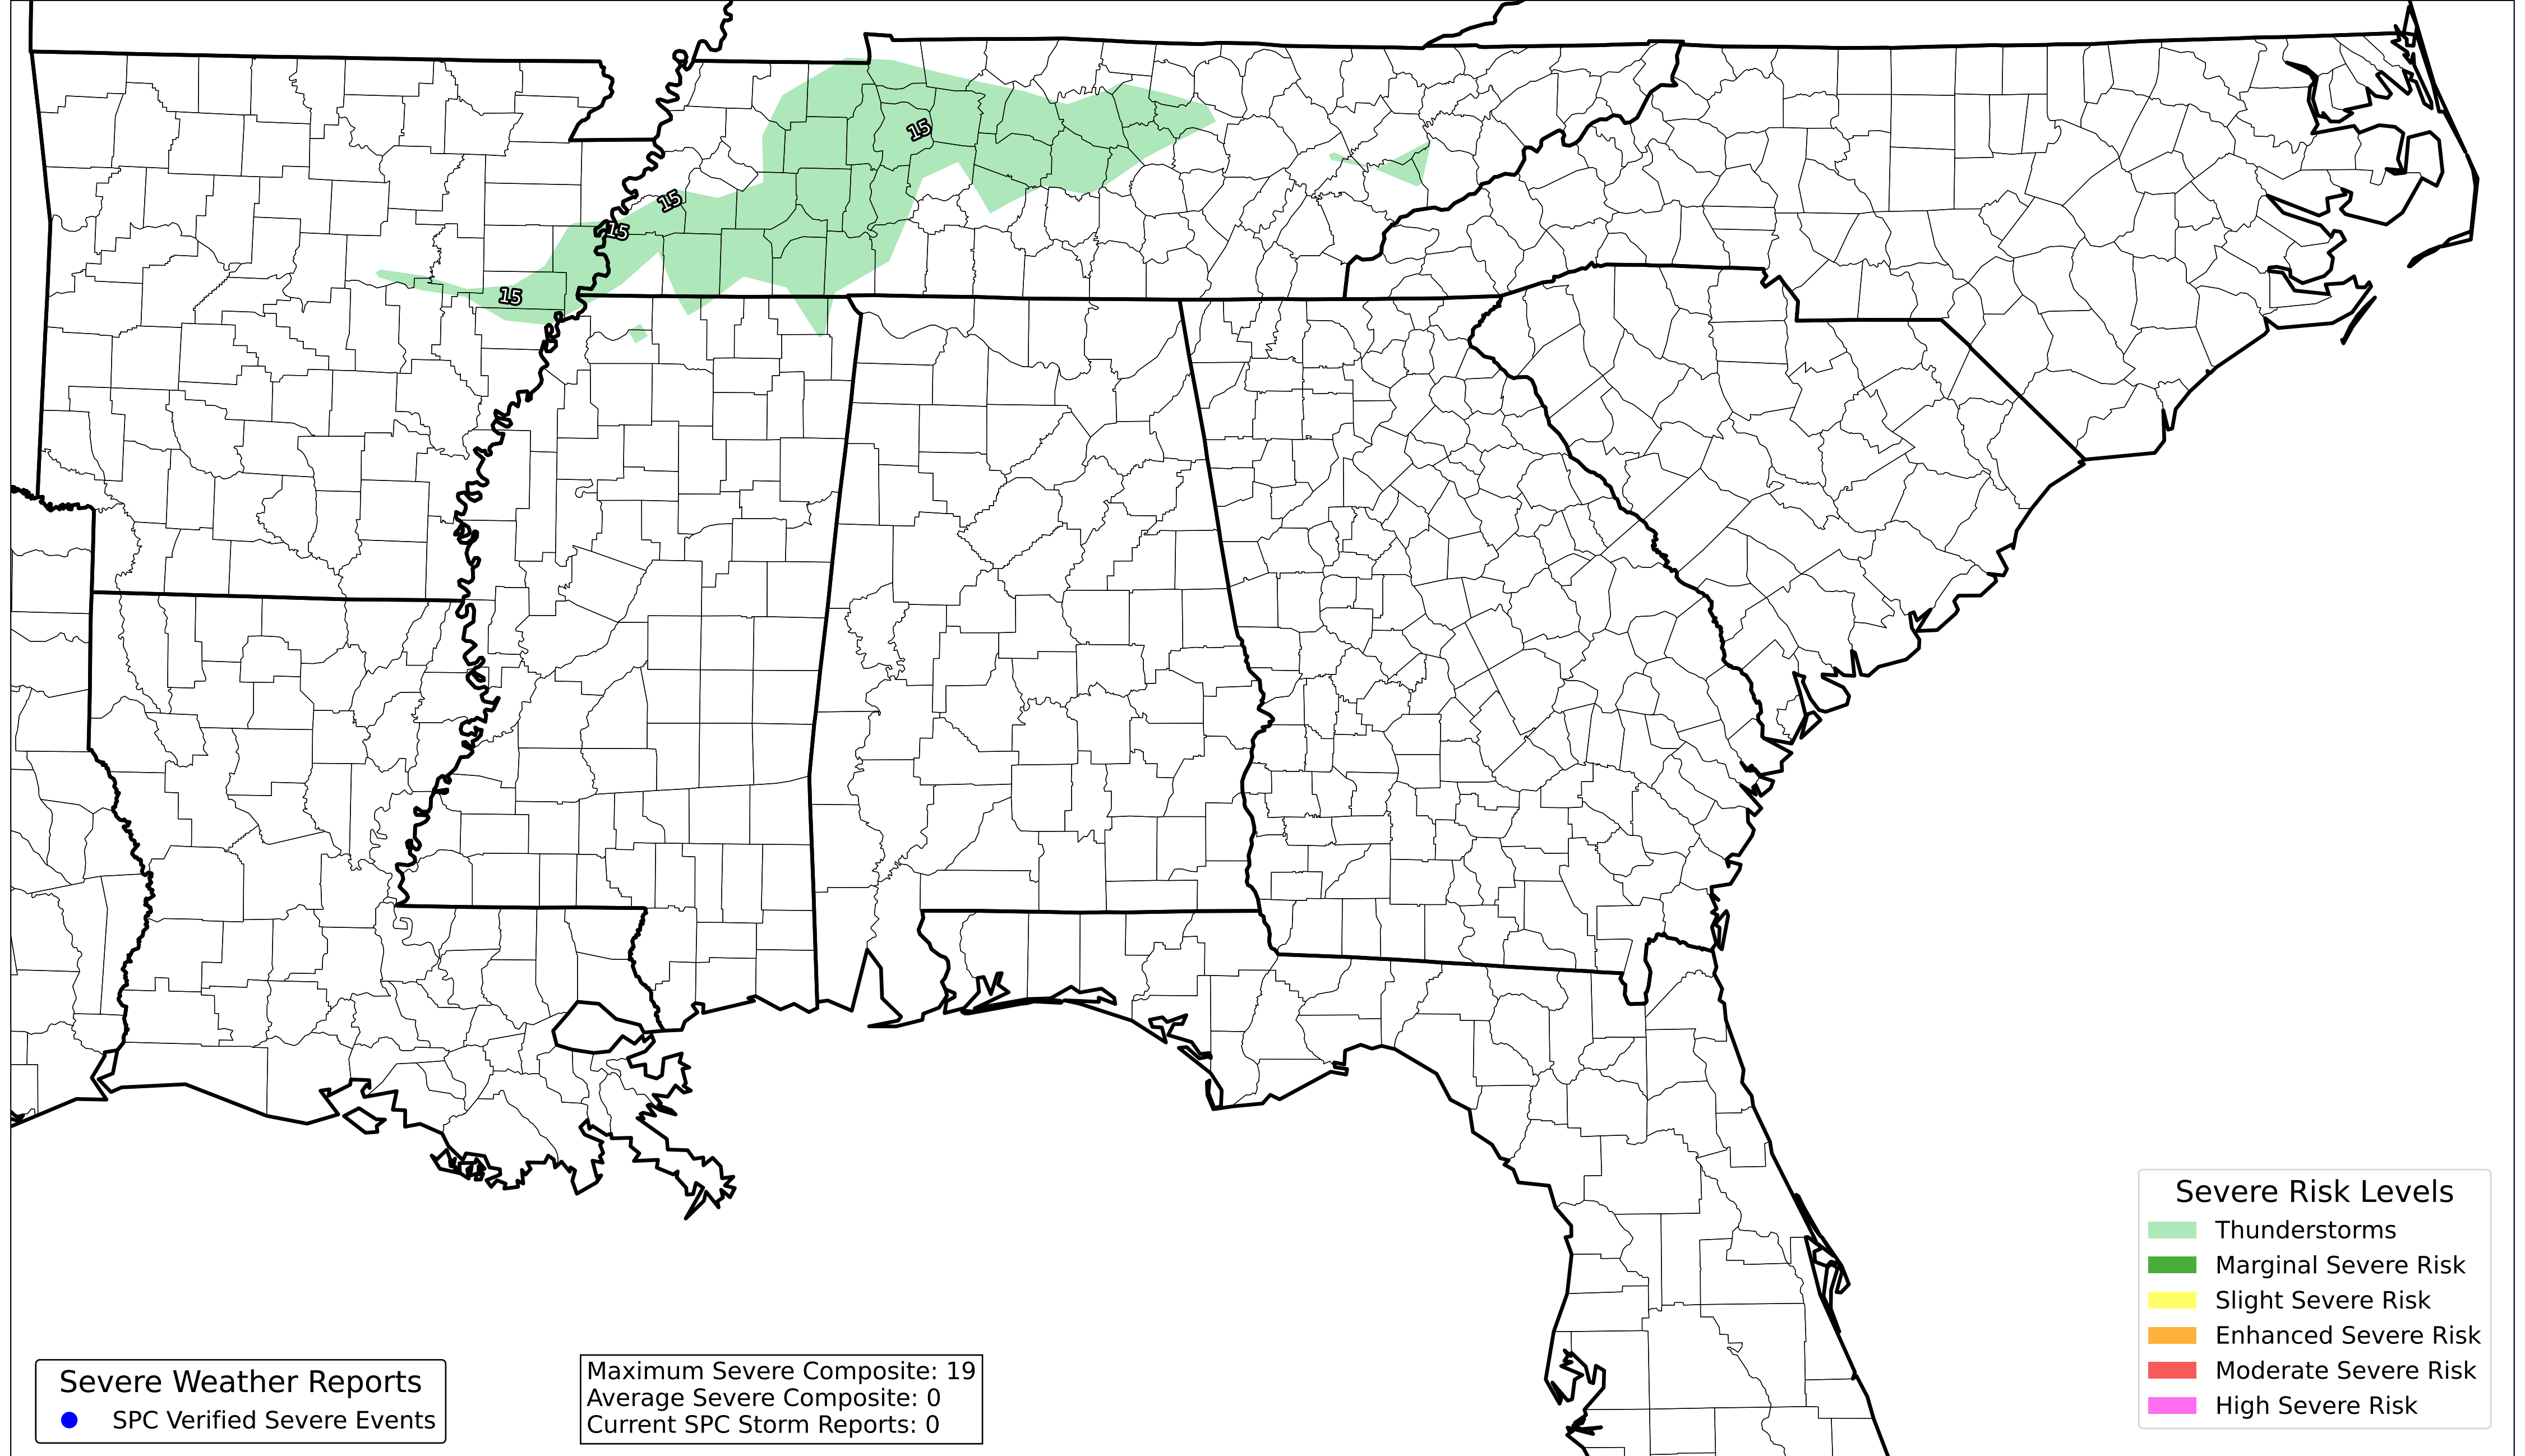 15
15
15
15
Severe Risk Levels
Thunderstorms
Marginal Severe Risk
Slight Severe Risk
Enhanced Severe Risk
Moderate Severe Risk
High Severe Risk
Severe Weather Reports
SPC Verified Severe Events
Maximum Severe Composite: 19
Average Severe Composite: 0
Current SPC Storm Reports: 0